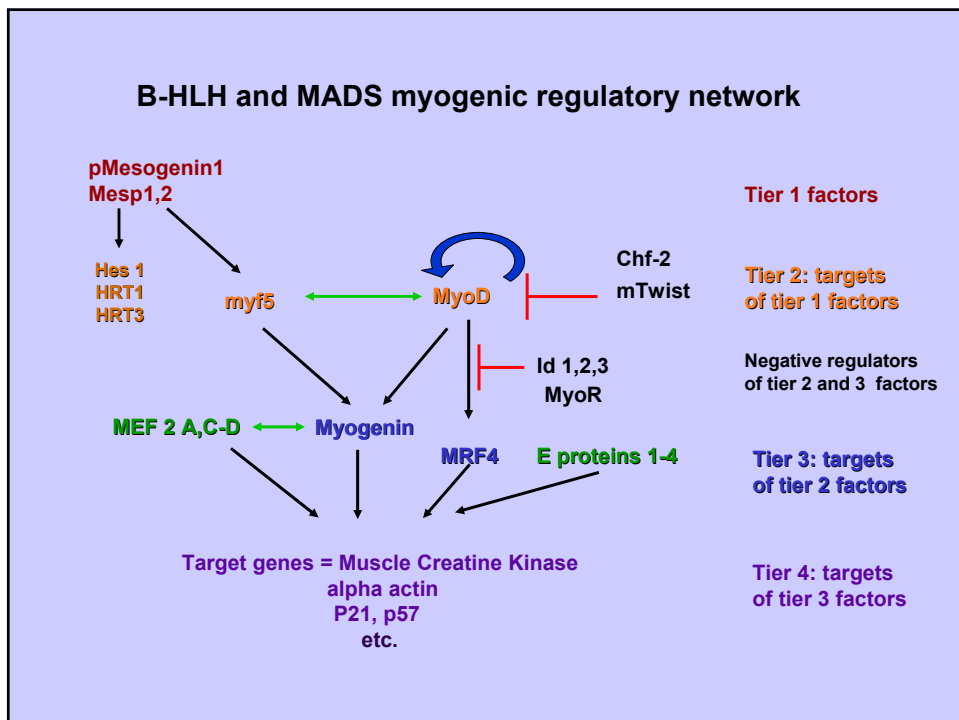 B-HLH and MADS myogenic regulatory network
pMesogenin1
Mesp1,2
Tier 1 factors
Hes 1
HRT1
HRT3
myf5
MyoD
Chf-2
mTwist
Tier 2: targets
of tier 1 factors
Id 1,2,3
MyoR
Negative regulators
of tier 2 and 3 factors
MEF 2 A,C-D
Myogenin
MRF4
E proteins 1-4
Tier 3: targets
of tier 2 factors
Target genes = Muscle Creatine Kinase
alpha actin
P21, p57
etc.
Tier 4: targets
of tier 3 factors